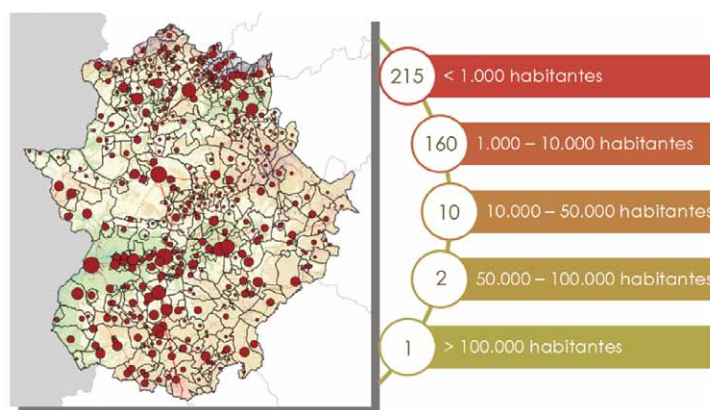 215 < 1.000 habitantes
160 1.000 – 10.000 habitantes
10 10.000 – 50.000 habitantes
2 50.000 – 100.000 habitantes
1 > 100.000 habitantes